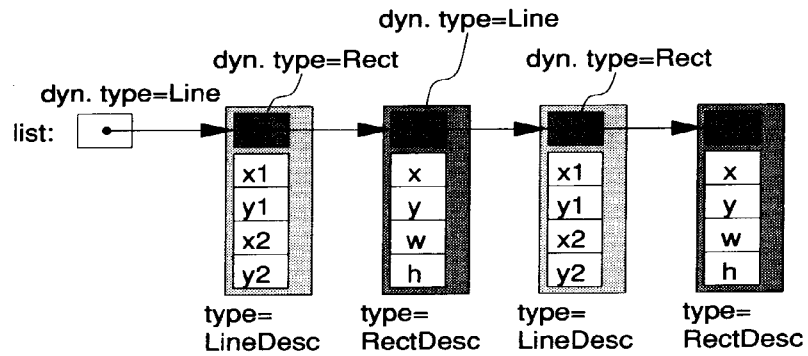 dyn. type=Line
dyn. type=Rect
dyn. type=Rect
dyn. type=Line
list:
x1
y1
x2
y2
x
y
w
h
x1
y1
x2
y2
x
y
w
h
type=
LineDesc
type=
RectDesc
type=
LineDesc
type=
RectDesc